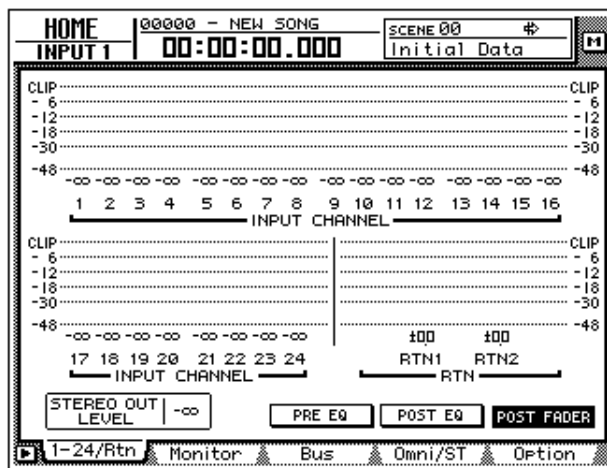 HOME
INPUT 1
00000 - NEW SONG
00:00:00.000
SCENE 00
Initial Data
M
CLIP CLIP
- 6 - 6
-12 -12
-18 -18
-30 -30
-48 -48
-∞ -∞ -∞ -∞ -∞ -∞ -∞ -∞ -∞ -∞ -∞ -∞ -∞ -∞ -∞ -∞
1 2 3 4 5 6 7 8 9 10 11 12 13 14 15 16
INPUT CHANNEL
CLIP CLIP
- 6 - 6
-12 -12
-18 -18
-30 -30
-48 -48
-∞ -∞ -∞ -∞ -∞ -∞ -∞ -∞
17 18 19 20 21 22 23 24
RTN1 RTN2
INPUT CHANNEL RTN
STEREO OUT LEVEL -∞
PRE EQ POST EQ POST FADER
1-24/Rtn Monitor Bus Omni/ST Option